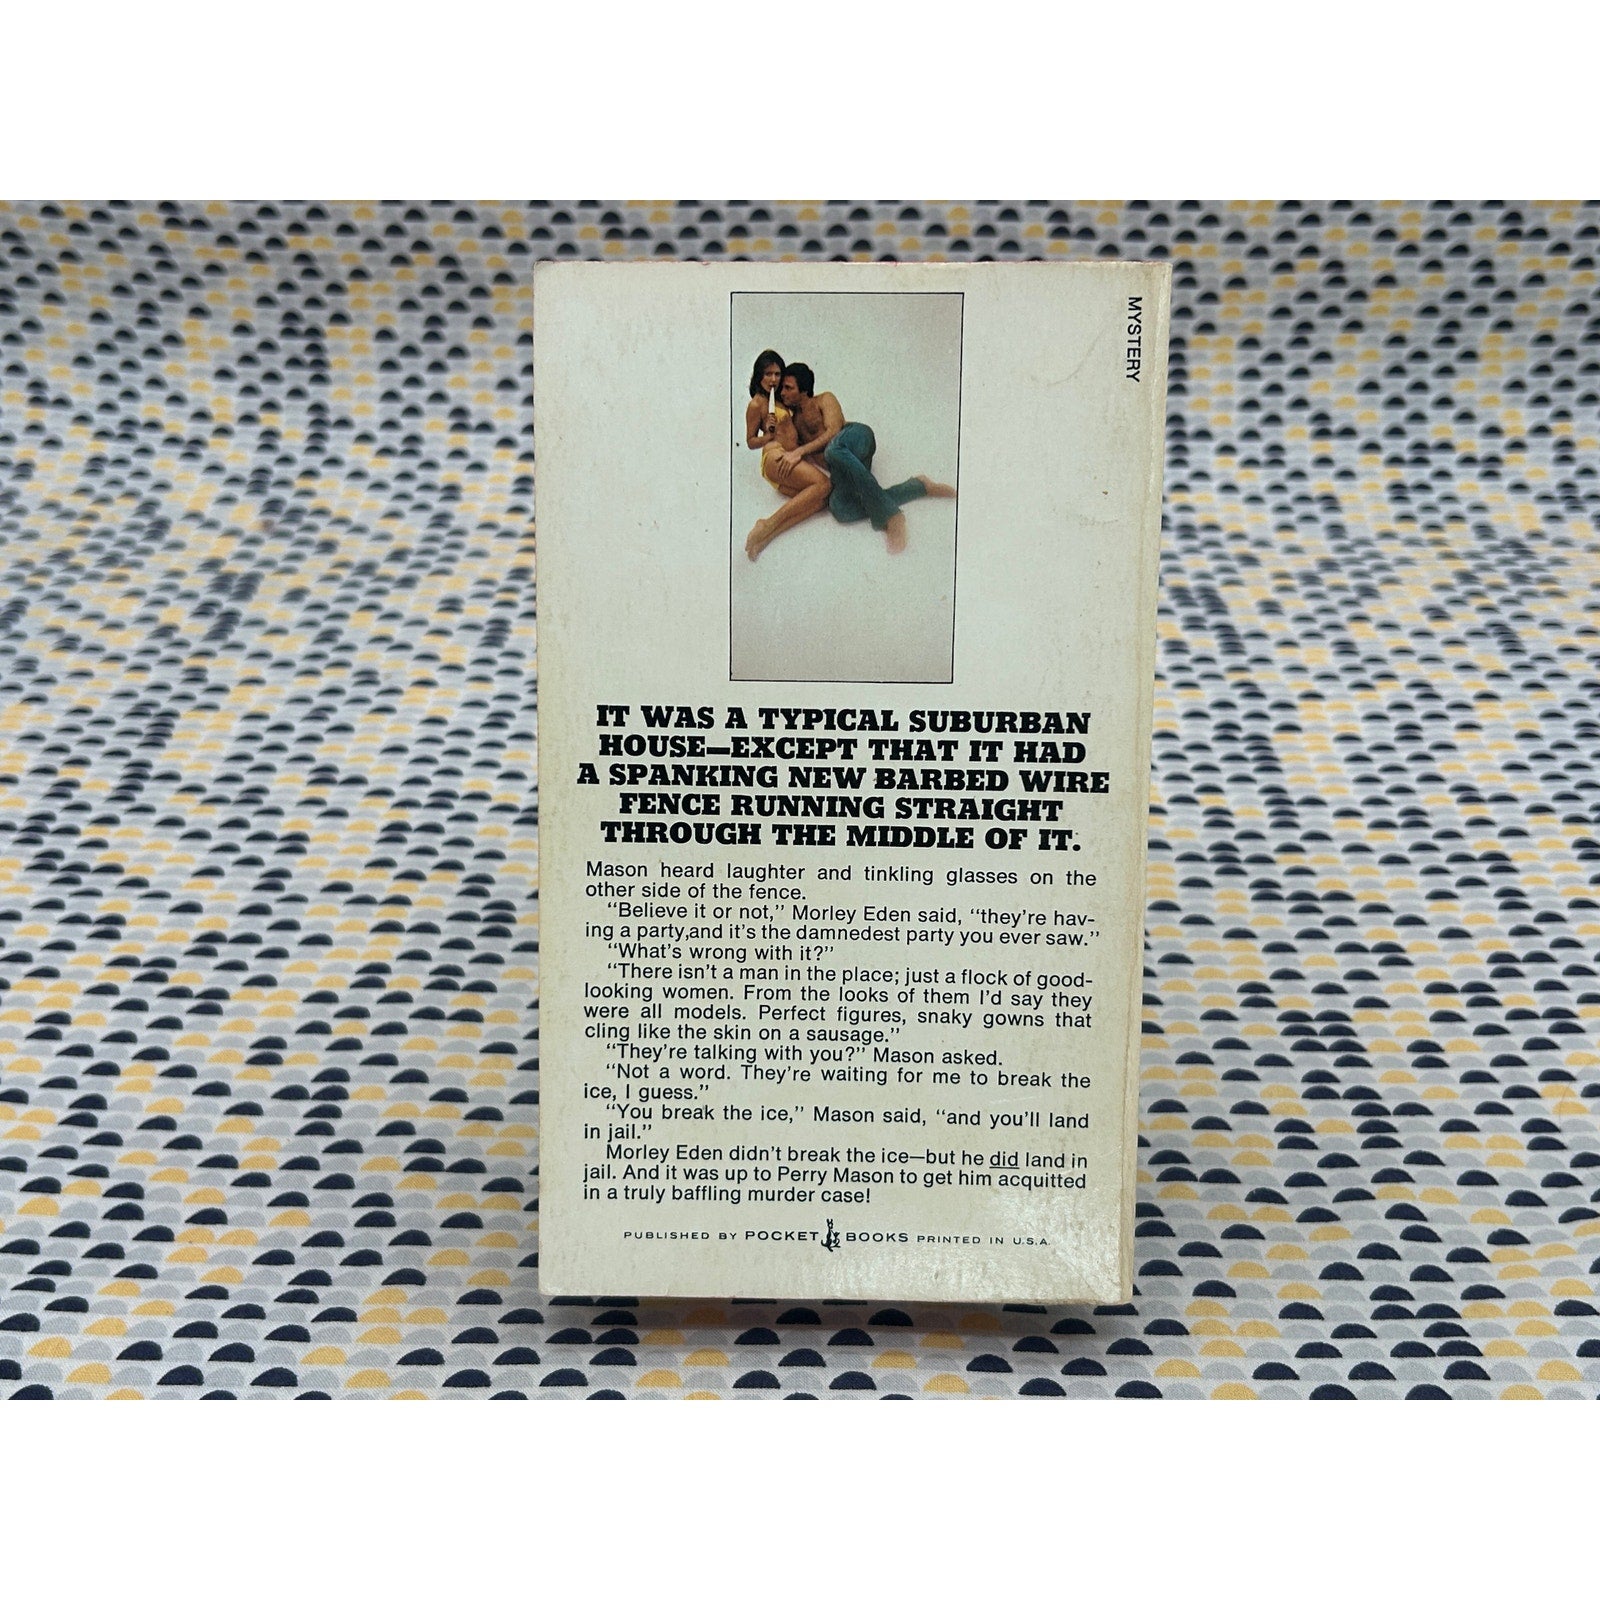 MYSTERY
IT WAS A TYPICAL SUBURBAN
HOUSE—EXCEPT THAT IT HAD
A SPANKING NEW BARBED WIRE
FENCE RUNNING STRAIGHT
THROUGH THE MIDDLE OF IT.
Mason heard laughter and tinkling glasses on the
other side of the fence.
"Believe it or not," Morley Eden said, "they're hav-
ing a party,and it's the damnedest party you ever saw."
"What's wrong with it?"
"There isn't a man in the place; just a flock of good-
looking women. From the looks of them I'd say they
were all models. Perfect figures, snaky gowns that
cling like the skin on a sausage."
"They're talking with you?" Mason asked.
"Not a word. They're waiting for me to break the
ice, I guess."
"You break the ice," Mason said, "and you'll land
in jail."
Morley Eden didn't break the ice—but he did land in
jail. And it was up to Perry Mason to get him acquitted
in a truly baffling murder case!
PUBLISHED BY POCKET BOOKS PRINTED IN U.S.A.